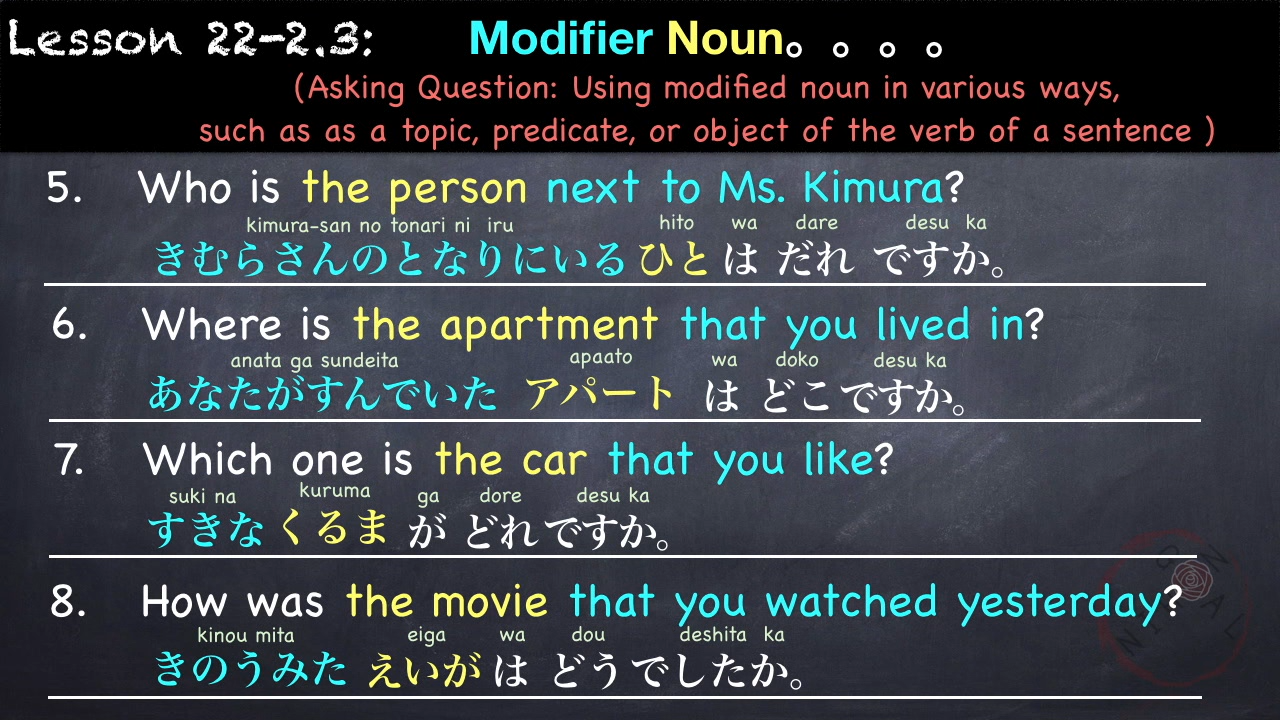 Lesson 22-2.3: Modifier Noun。。。。
(Asking Question: Using modified noun in various ways,
such as as a topic, predicate, or object of the verb of a sentence )
5. Who is the person next to Ms. Kimura?
kimura-san no tonari ni iru hito wa dare desu ka
きむらさんのとなりにいる ひと は だれ ですか。
6. Where is the apartment that you lived in?
anata ga sundeita apaato wa doko desu ka
あなたがすんでいた アパート は どこですか。
7. Which one is the car that you like?
suki na kuruma ga dore desu ka
すきな くるま が どれですか。
8. How was the movie that you watched yesterday?
kinou mita eiga wa dou deshita ka
きのうみた えいが は どうでしたか。